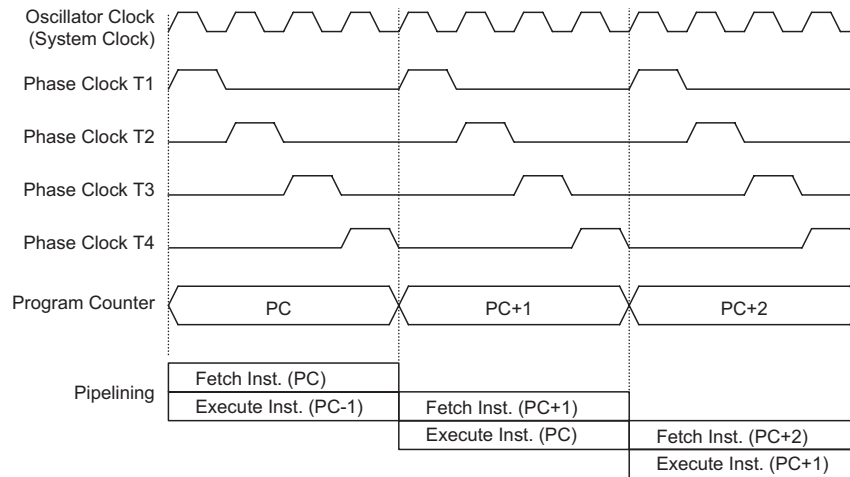 Oscillator Clock
(System Clock)
Phase Clock T1
Phase Clock T2
Phase Clock T3
Phase Clock T4
Program Counter
PC
PC+1
PC+2
Pipelining
Fetch Inst. (PC)
Execute Inst. (PC-1)
Fetch Inst. (PC+1)
Execute Inst. (PC)
Fetch Inst. (PC+2)
Execute Inst. (PC+1)